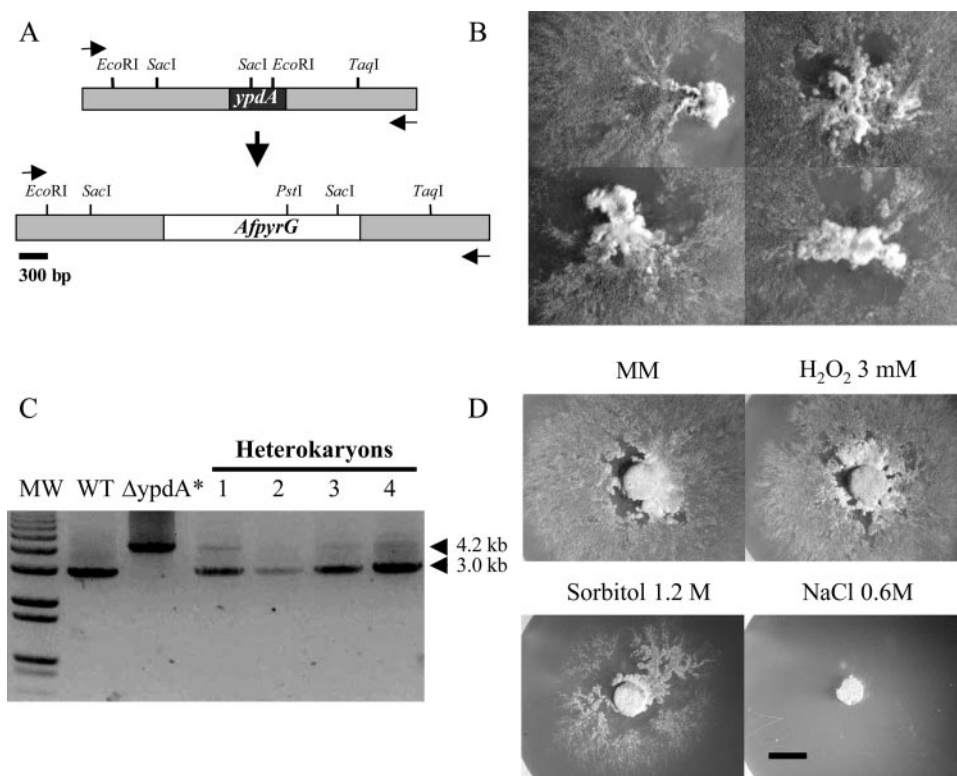 A
EcoRI SacI SacI EcoRI TaqI
ypdA
EcoRI SacI PstI SacI TaqI
AfpyrG
300 bp
B
C
Heterokaryons
MW WT ΔypdA* 1 2 3 4
4.2 kb
3.0 kb
D
MM H₂O₂ 3 mM
Sorbitol 1.2 M NaCl 0.6M